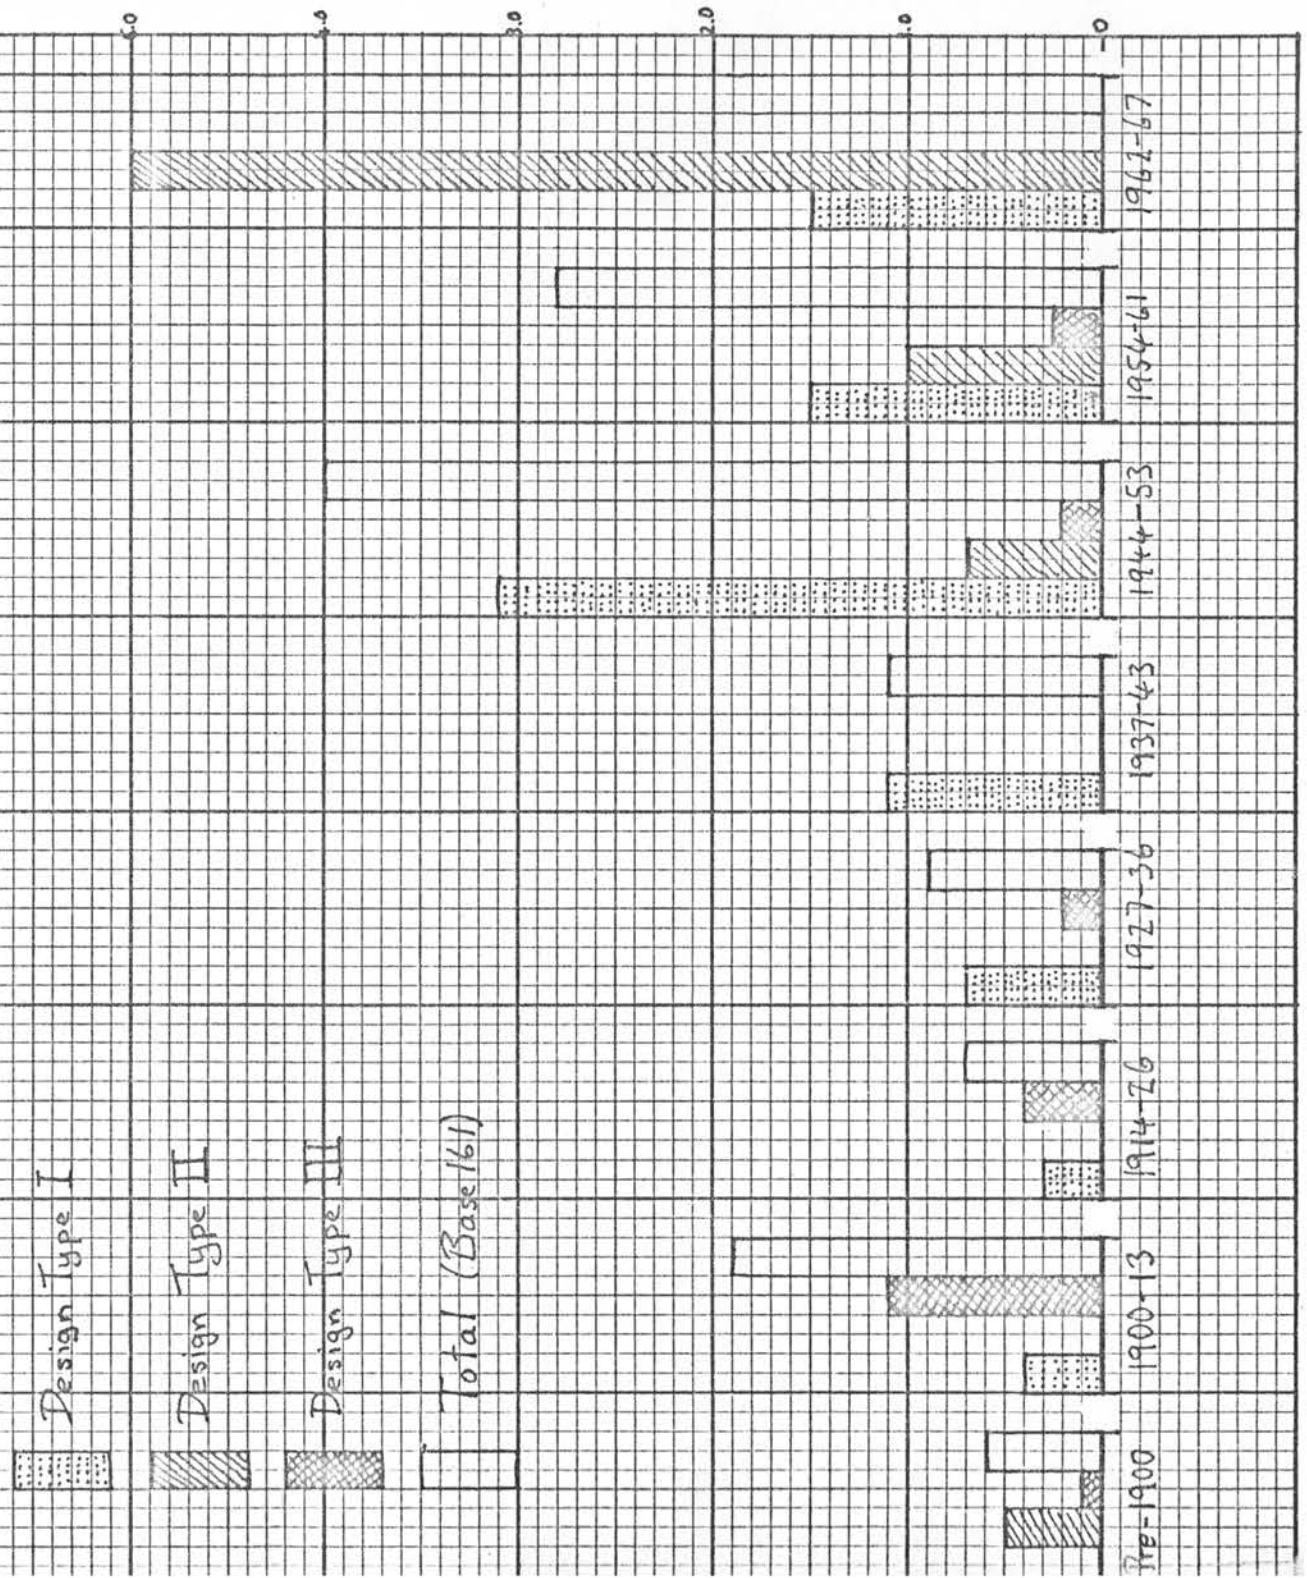 Design Type I
Design Type II
Design Type III
Total (Base 161)
5.0
4.0
3.0
2.0
1.0
0
Pre-1900
1900-13
1914-26
1927-36
1937-43
1944-53
1954-61
1962-67